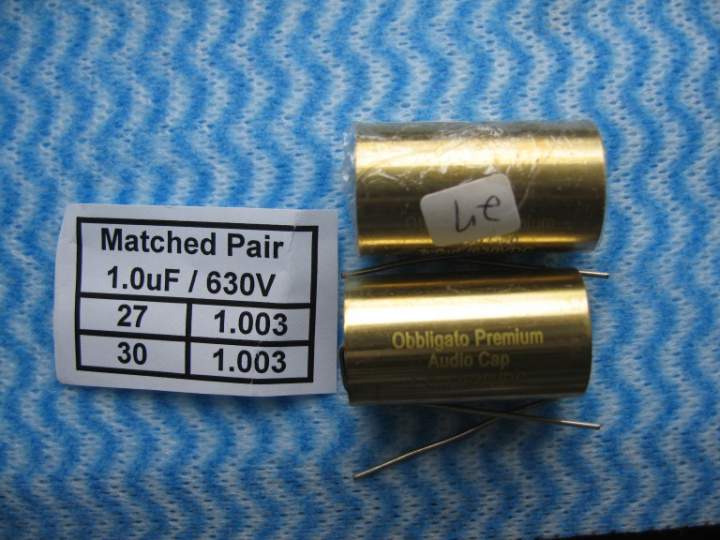 Matched Pair
1.0uF / 630V
27 1.003
30 1.003
Obbligato Premium
Audio Cap